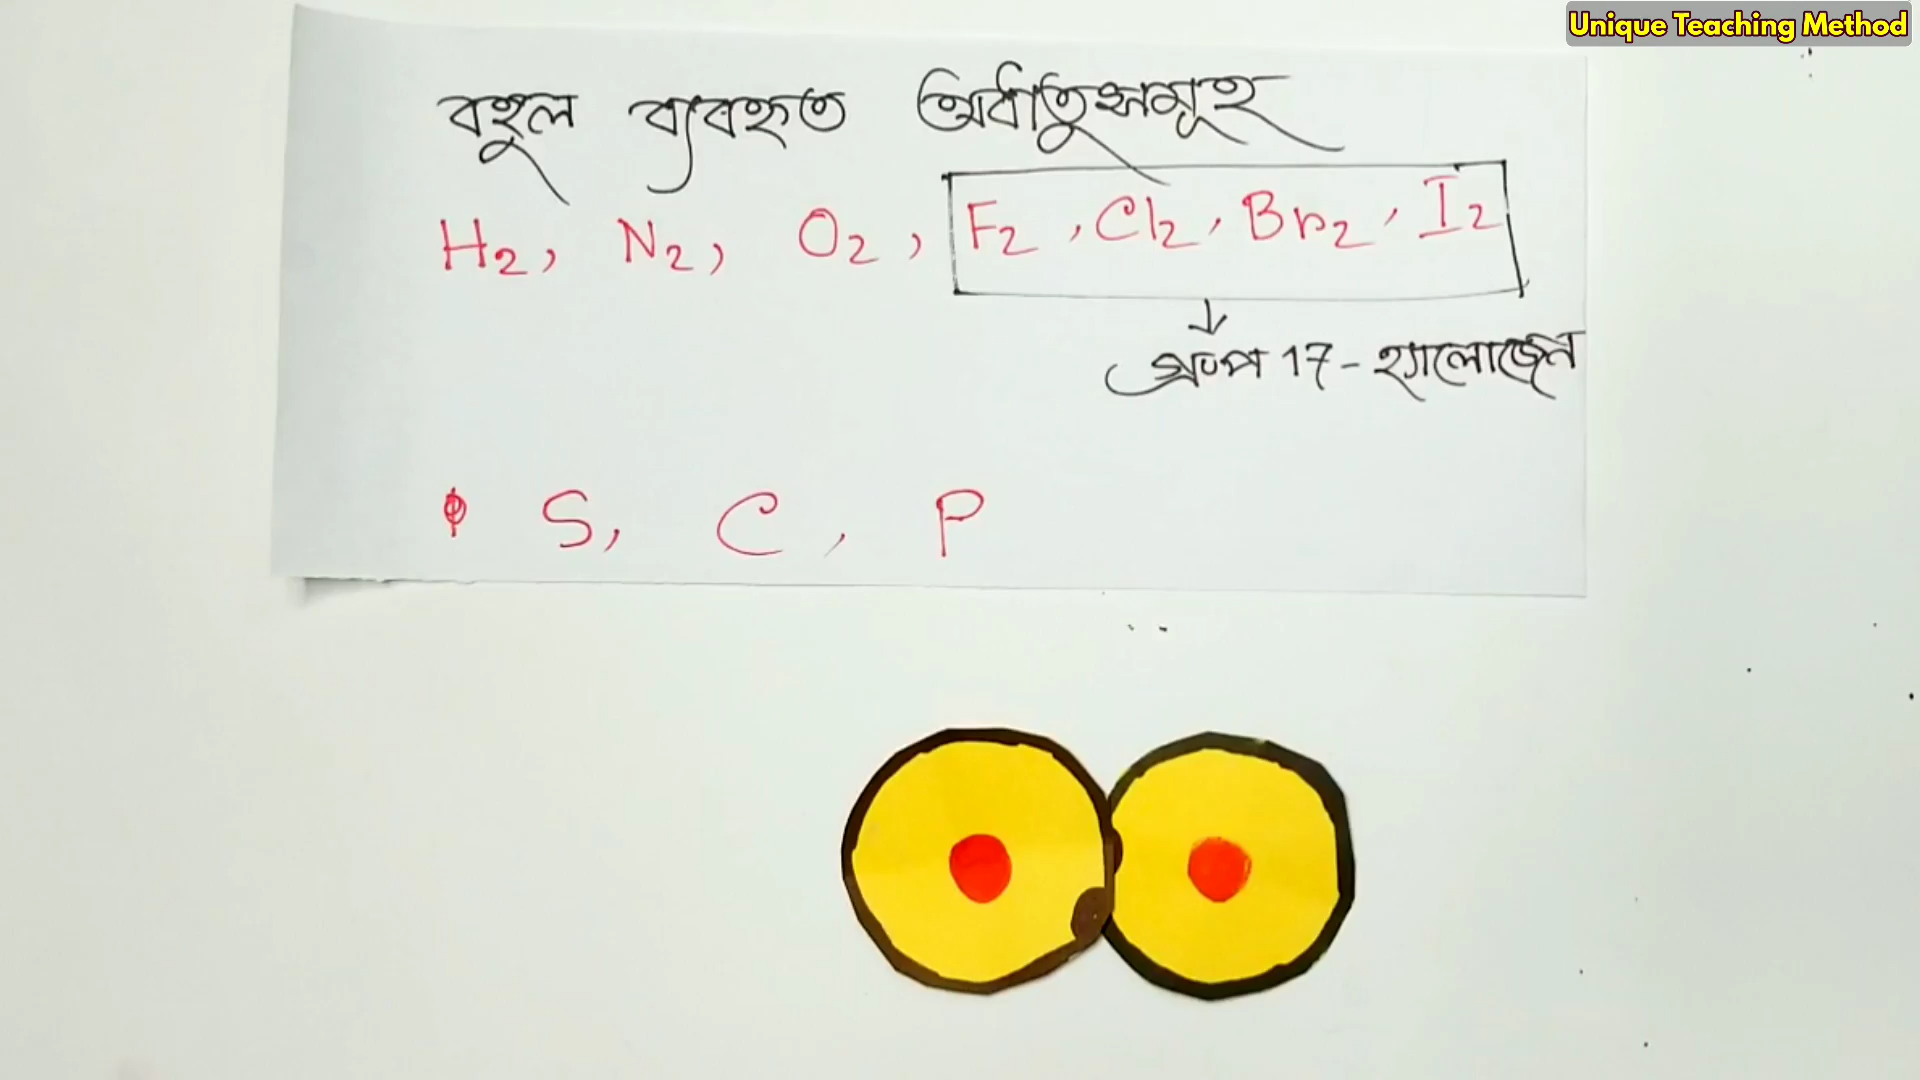 Unique Teaching Method
বহুল ব্যবহৃত অধাতুসমূহ
H2, N2, O2, F2, Cl2, Br2, I2
গ্রুপ 17 - হ্যালোজেন
S, C, P